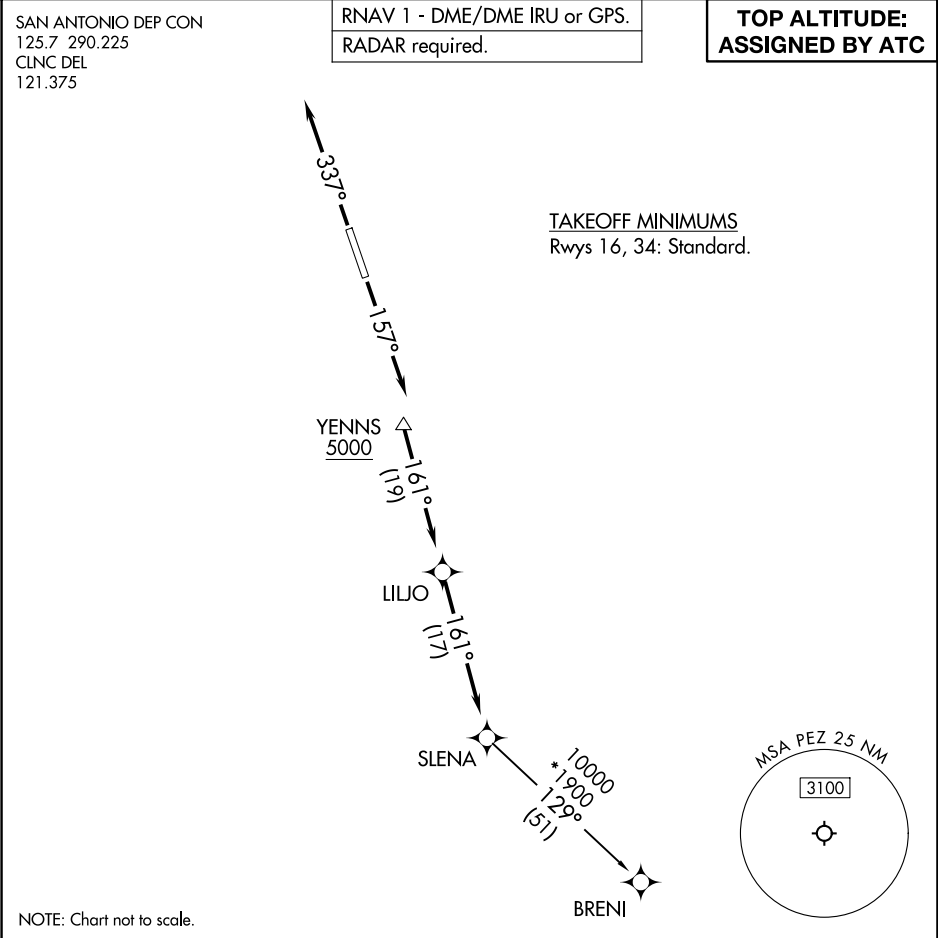 SAN ANTONIO DEP CON
125.7 290.225
CLNC DEL
121.375
RNAV 1 - DME/DME IRU or GPS.
RADAR required.
TOP ALTITUDE:
ASSIGNED BY ATC
337°
TAKEOFF MINIMUMS
Rwys 16, 34: Standard.
157°
YENNS
5000
161°
(19)
LILJO
161°
(17)
SLENA
10000
*1900
129°
(51)
BRENI
MSA PEZ 25 NM
3100
NOTE: Chart not to scale.